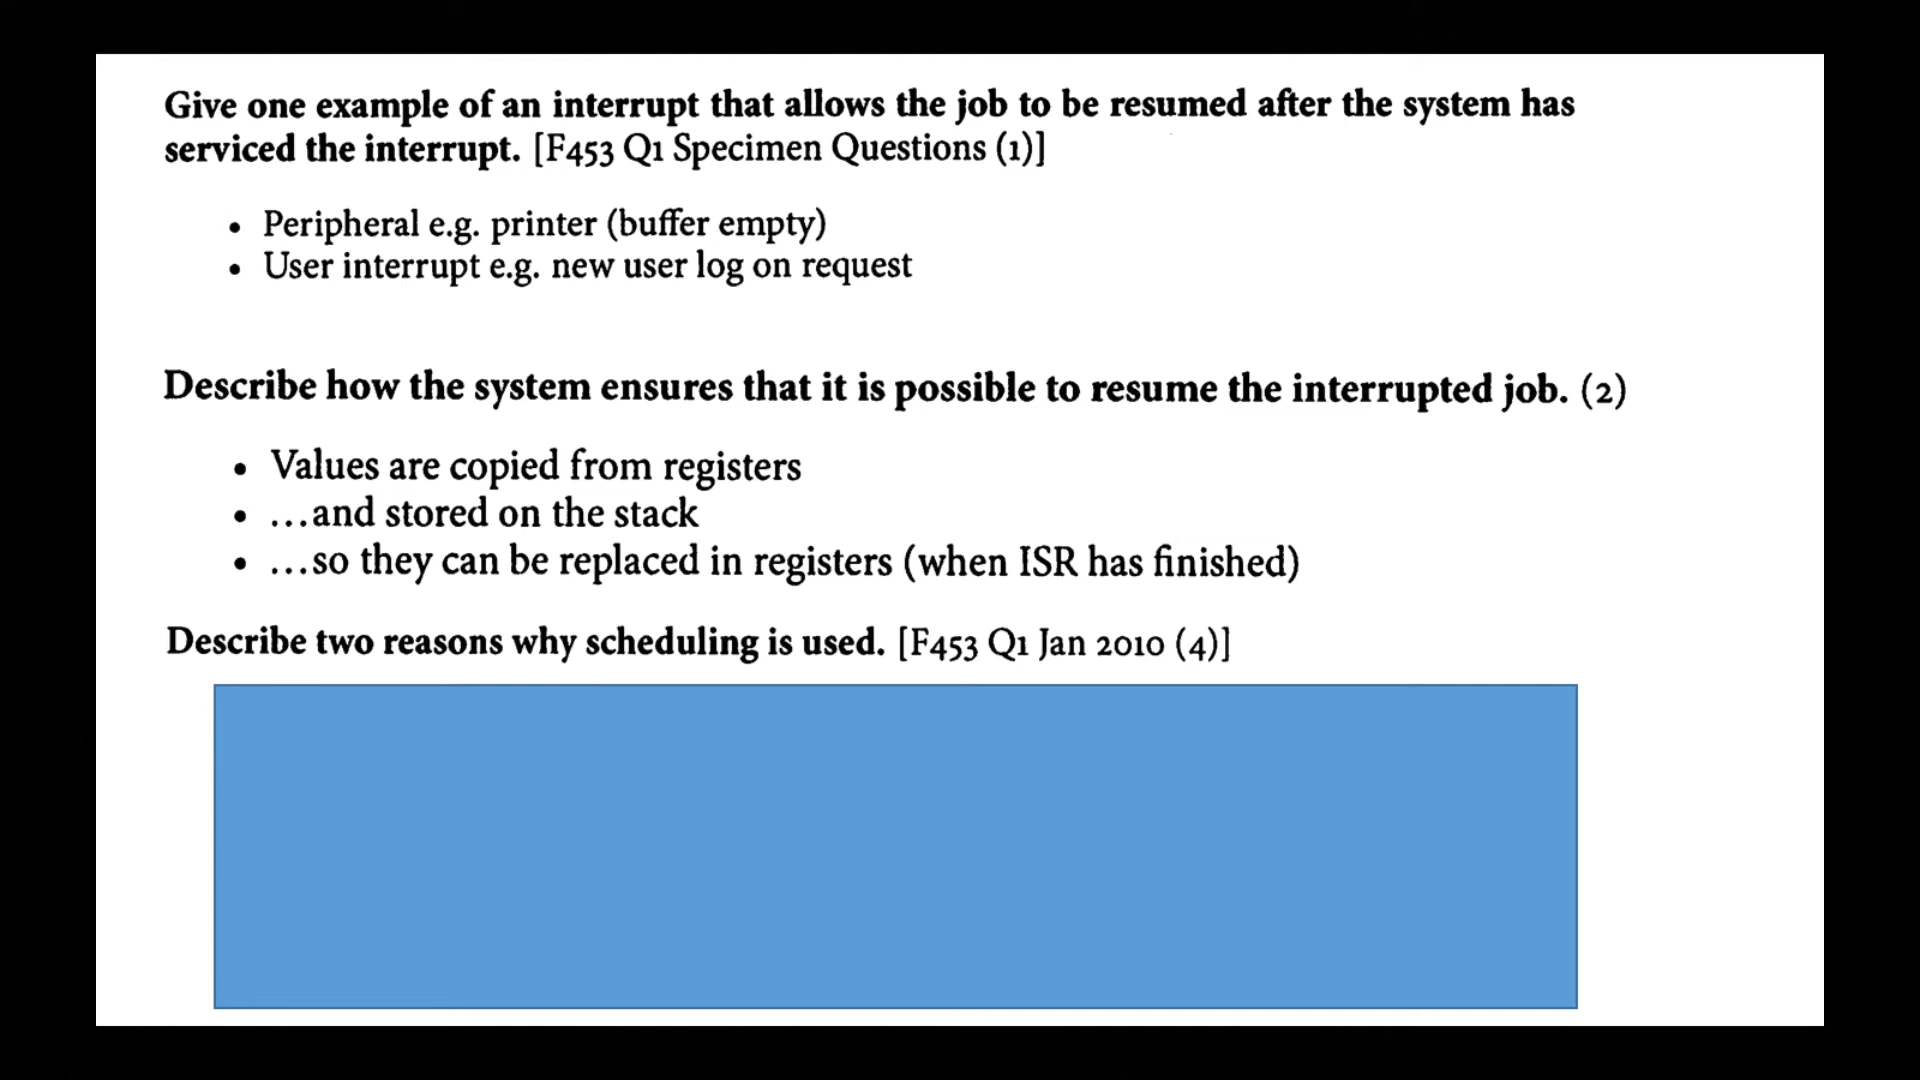 Give one example of an interrupt that allows the job to be resumed after the system has
serviced the interrupt. [F453 Q1 Specimen Questions (1)]
• Peripheral e.g. printer (buffer empty)
• User interrupt e.g. new user log on request
Describe how the system ensures that it is possible to resume the interrupted job. (2)
• Values are copied from registers
• …and stored on the stack
• …so they can be replaced in registers (when ISR has finished)
Describe two reasons why scheduling is used. [F453 Q1 Jan 2010 (4)]